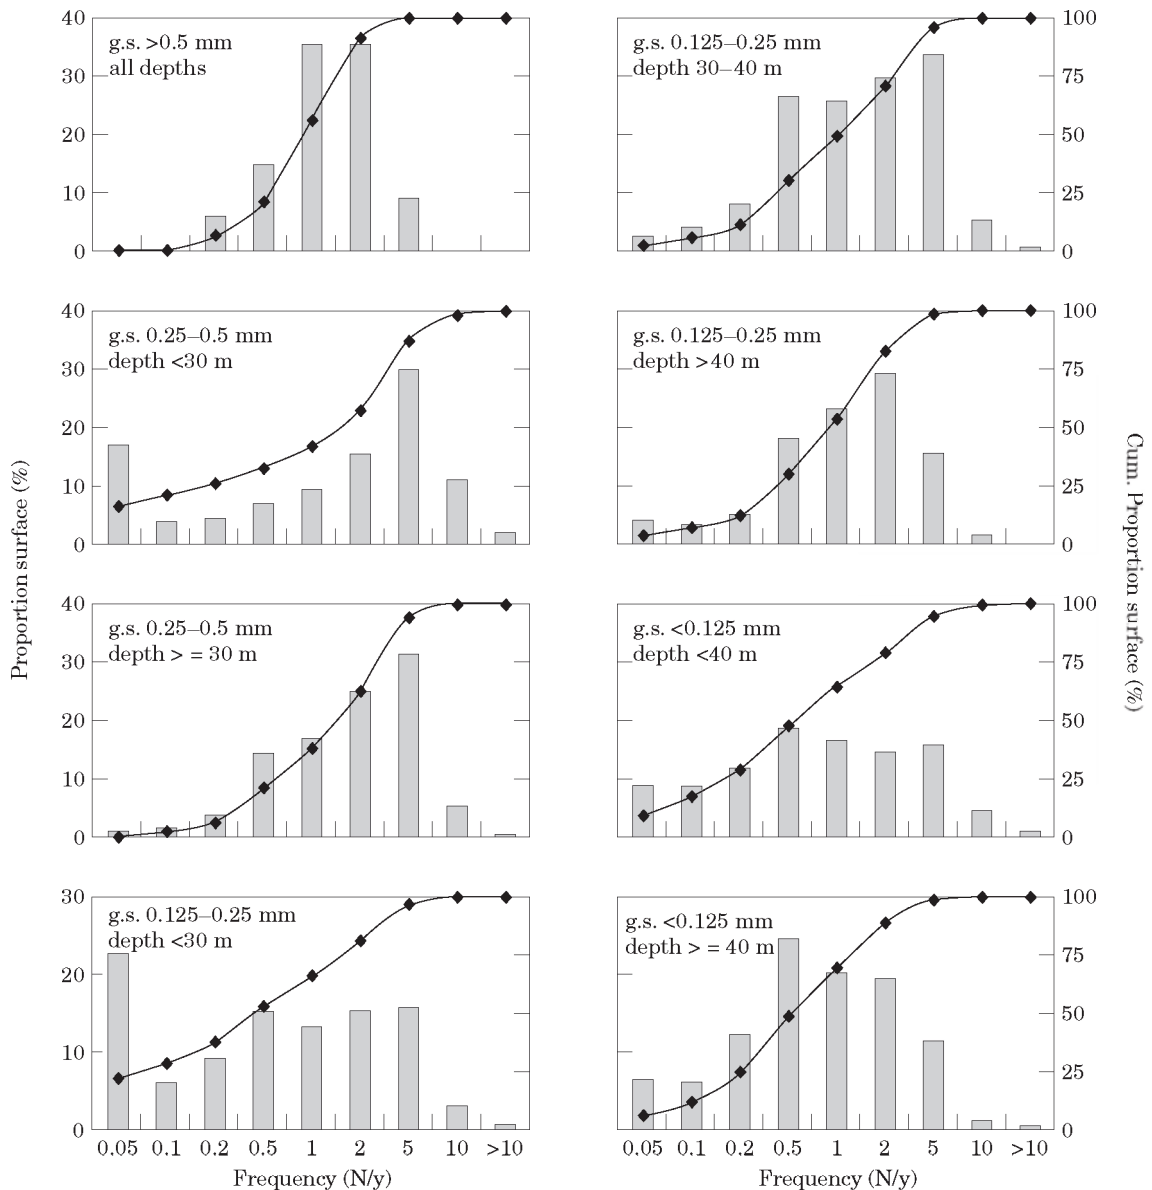 40
30
20
10
0
g.s. >0.5 mm
all depths
g.s. 0.125–0.25 mm
depth 30–40 m
100
75
50
25
0
40
30
20
10
0
g.s. 0.25–0.5 mm
depth <30 m
g.s. 0.125–0.25 mm
depth >40 m
100
75
50
25
0
Proportion surface (%)
Cum. Proportion surface (%)
40
30
20
10
0
g.s. 0.25–0.5 mm
depth > = 30 m
g.s. <0.125 mm
depth <40 m
100
75
50
25
0
30
20
10
0
g.s. 0.125–0.25 mm
depth <30 m
g.s. <0.125 mm
depth > = 40 m
100
75
50
25
0
0.05 0.1 0.2 0.5 1 2 5 10 >10
Frequency (N/y)
0.05 0.1 0.2 0.5 1 2 5 10 >10
Frequency (N/y)